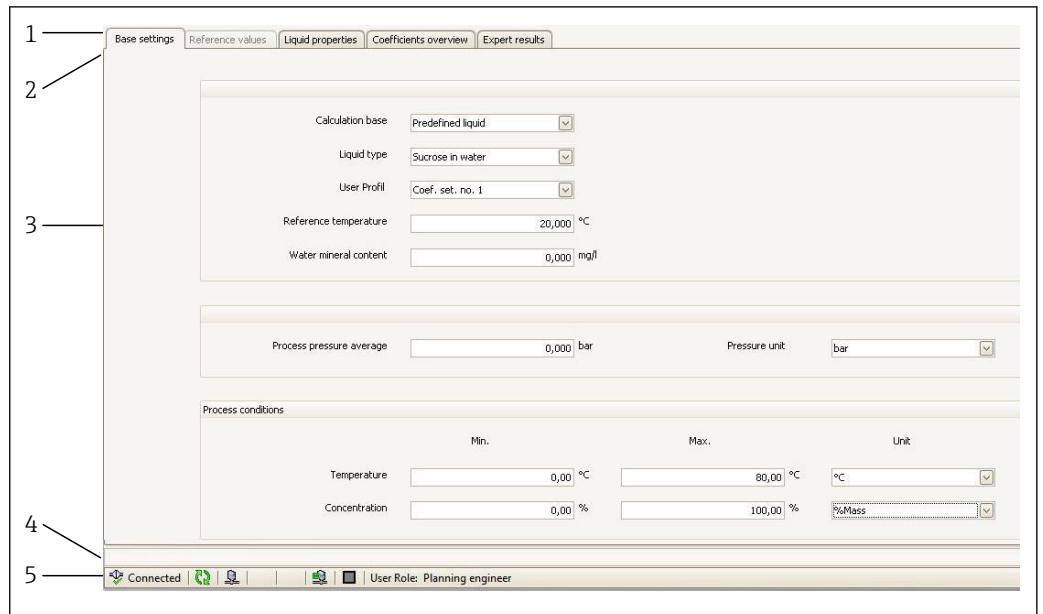 1
Base settings Reference values Liquid properties Coefficients overview Expert results
2
Calculation base Predefined liquid
Liquid type Sucrose in water
User Profil Coef. set. no. 1
3
Reference temperature 20,000 °C
Water mineral content 0,000 mg/l
Process pressure average 0,000 bar Pressure unit bar
Process conditions
Min. Max. Unit
Temperature 0,00 °C 80,00 °C °C
Concentration 0,00 % 100,00 % %Mass
4
5
Connected User Role: Planning engineer